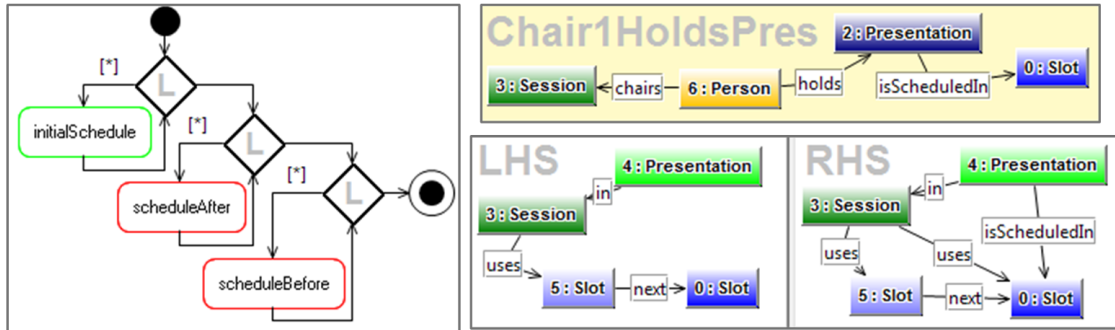 [*]
L
initialSchedule
[*]
L
scheduleAfter
[*]
L
scheduleBefore
Chair1HoldsPres
2 : Presentation
3 : Session
chairs
6 : Person
holds
isScheduledIn
0 : Slot
LHS
4 : Presentation
in
3 : Session
uses
5 : Slot
next
0 : Slot
RHS
4 : Presentation
in
3 : Session
isScheduledIn
uses
uses
5 : Slot
next
0 : Slot